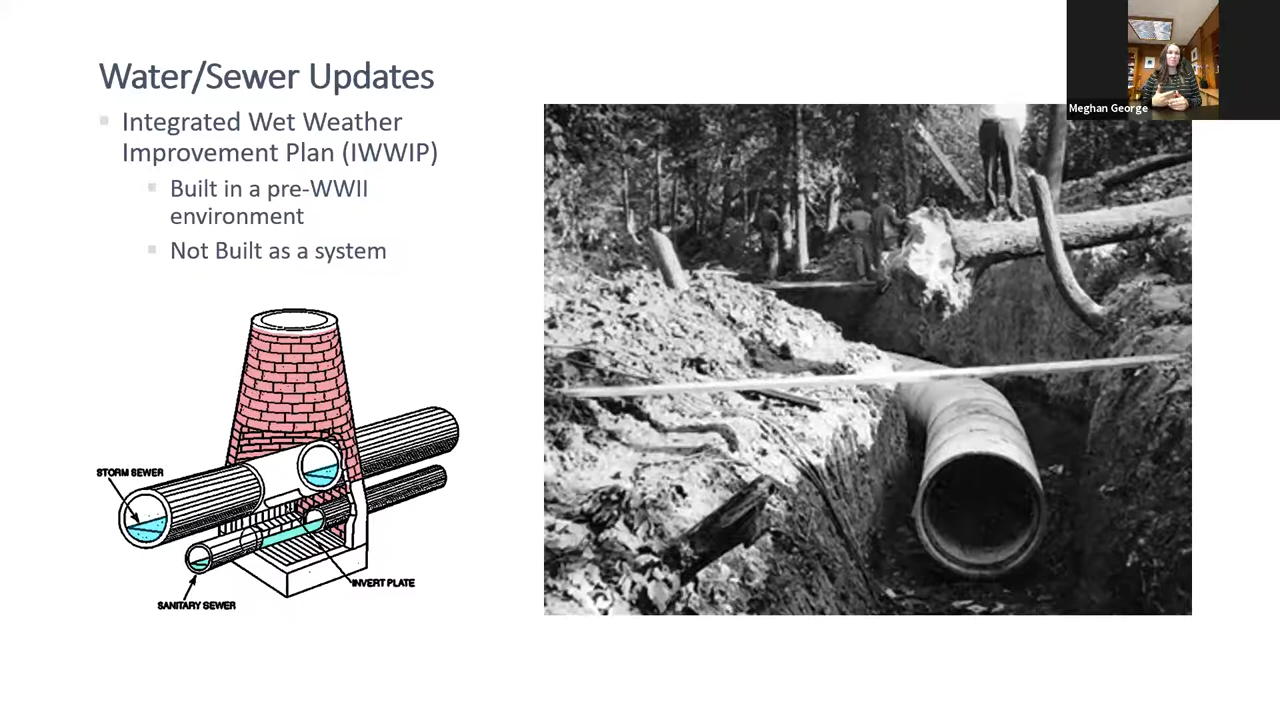 Water/Sewer Updates
Integrated Wet Weather
Improvement Plan (IWWIP)
Built in a pre-WWII
environment
Not Built as a system
STORM SEWER
INVERT PLATE
SANITARY SEWER
Meghan George